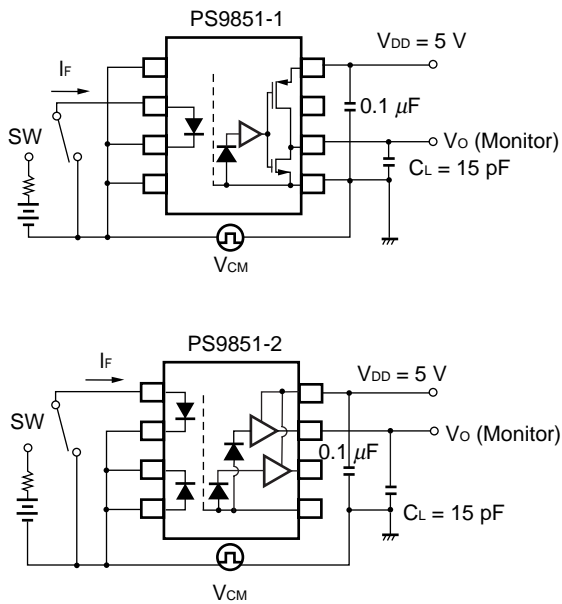 PS9851-1
VDD = 5 V
IF
0.1 μF
SW
VO (Monitor)
CL = 15 pF
VCM
PS9851-2
IF
VDD = 5 V
SW
VO (Monitor)
0.1 μF
CL = 15 pF
VCM